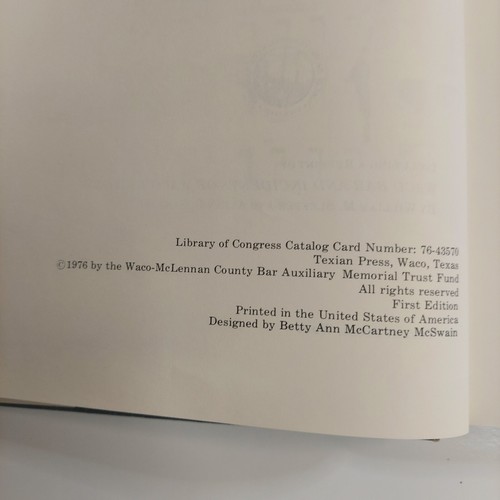 Library of Congress Catalog Card Number: 76-43570
Texian Press, Waco, Texas
©1976 by the Waco-McLennan County Bar Auxiliary Memorial Trust Fund
All rights reserved
First Edition
Printed in the United States of America
Designed by Betty Ann McCartney McSwain